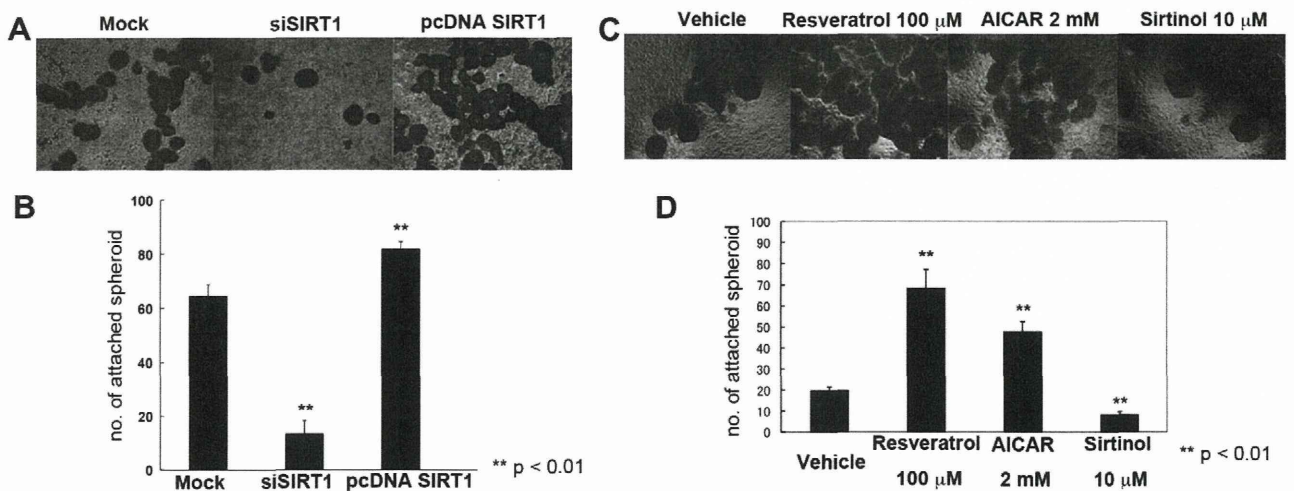 A
Mock siSIRT1 pcDNA SIRT1
B
no. of attached spheroid
100
80
60
40
20
0
**
**
Mock siSIRT1 pcDNA SIRT1
** p < 0.01
C
Vehicle Resveratrol 100 μM AICAR 2 mM Sirtinol 10 μM
D
no. of attached spheroid
100
90
80
70
60
50
40
30
20
10
0
**
**
**
Vehicle Resveratrol AICAR Sirtinol
100 μM 2 mM 10 μM
** p < 0.01